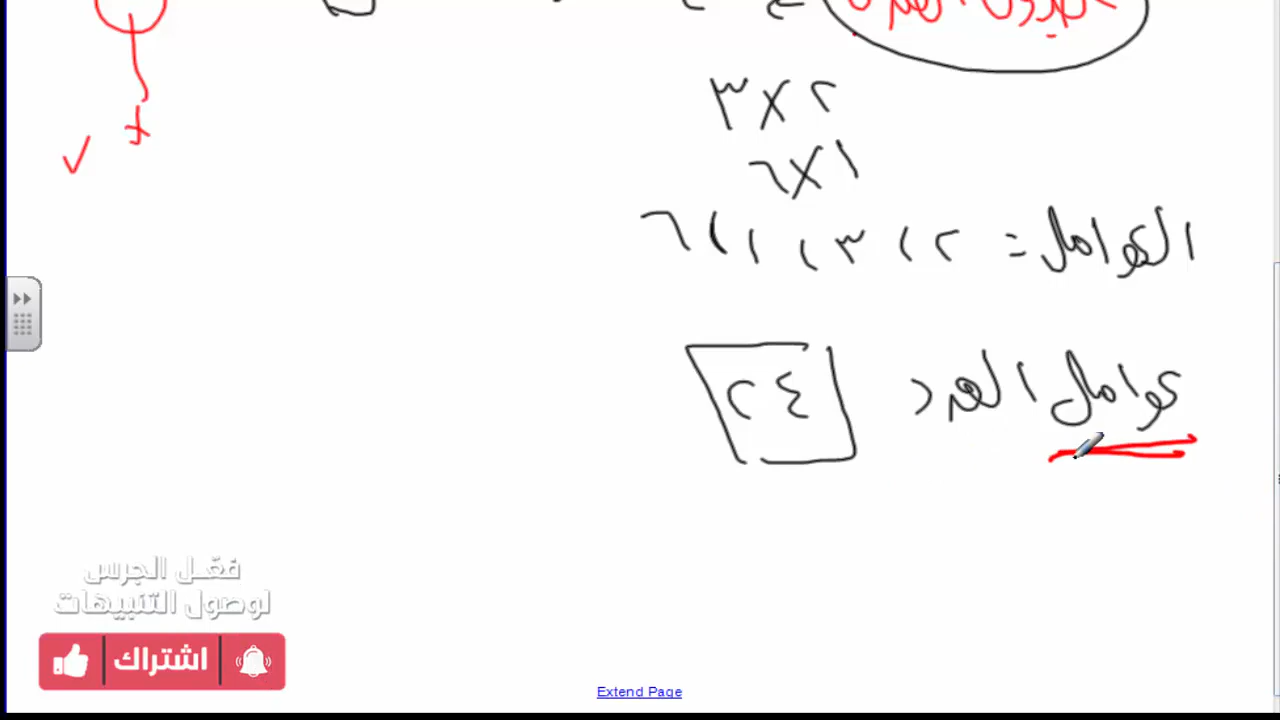 ٣ × ٢
٦ × ١
العوامل = ٢ ، ٣ ، ١ ، ٦
عوامل العدد ٢٤
فعّل الجرس
لوصول التنبيهات
اشتراك
Extend Page